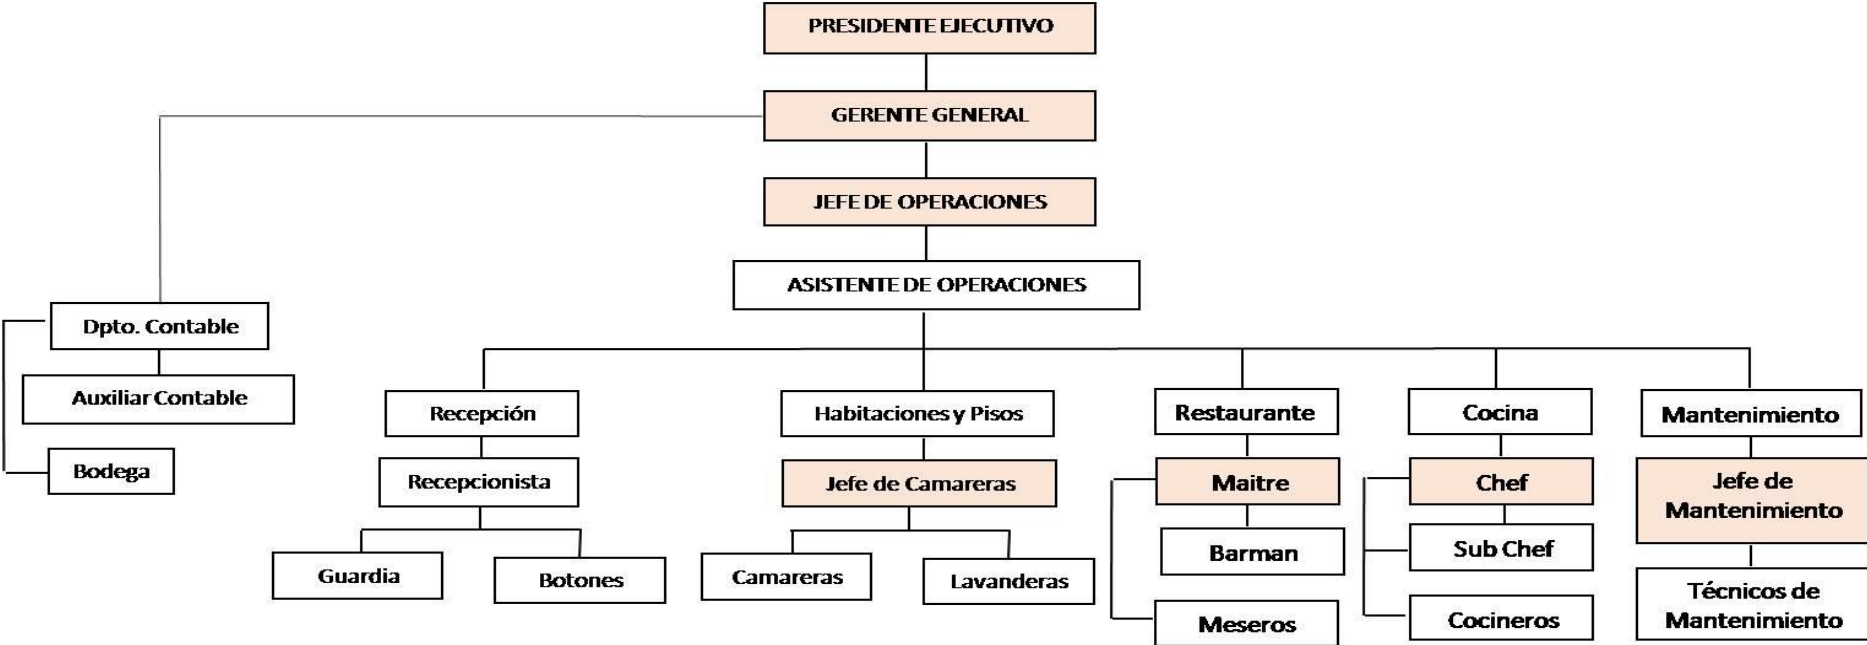 PRESIDENTE EJECUTIVO
GERENTE GENERAL
JEFE DE OPERACIONES
ASISTENTE DE OPERACIONES
Dpto. Contable
Auxiliar Contable
Bodega
Recepción
Recepcionista
Guardia
Botones
Habitaciones y Pisos
Jefe de Camareras
Camareras
Lavanderas
Restaurante
Maitre
Barman
Meseros
Cocina
Chef
Sub Chef
Cocineros
Mantenimiento
Jefe de
Mantenimiento
Técnicos de
Mantenimiento